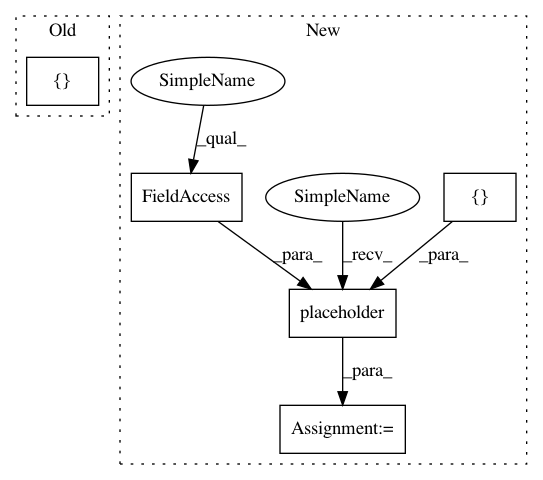 Old
New
{}
SimpleName
_qual_
FieldAccess
SimpleName
{}
_para_
_recv_
_para_
placeholder
_para_
Assignment:=